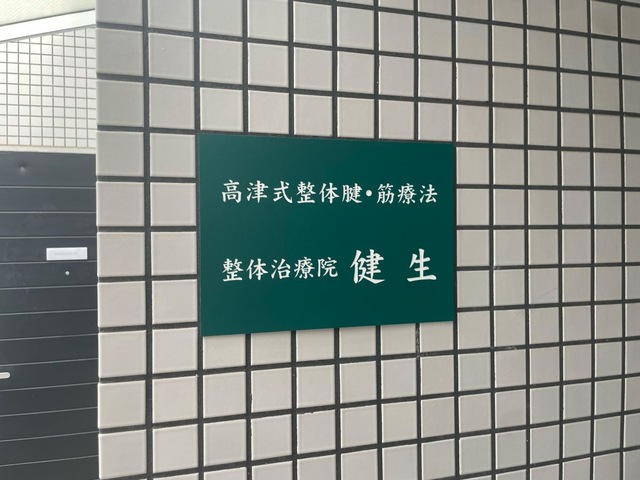 高津式整体腱・筋療法
整体治療院 健生